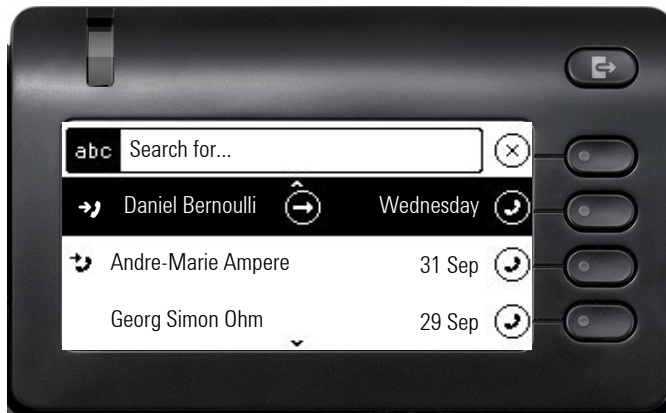 abc Search for...
Daniel Bernoulli Wednesday
Andre-Marie Ampere 31 Sep
Georg Simon Ohm 29 Sep